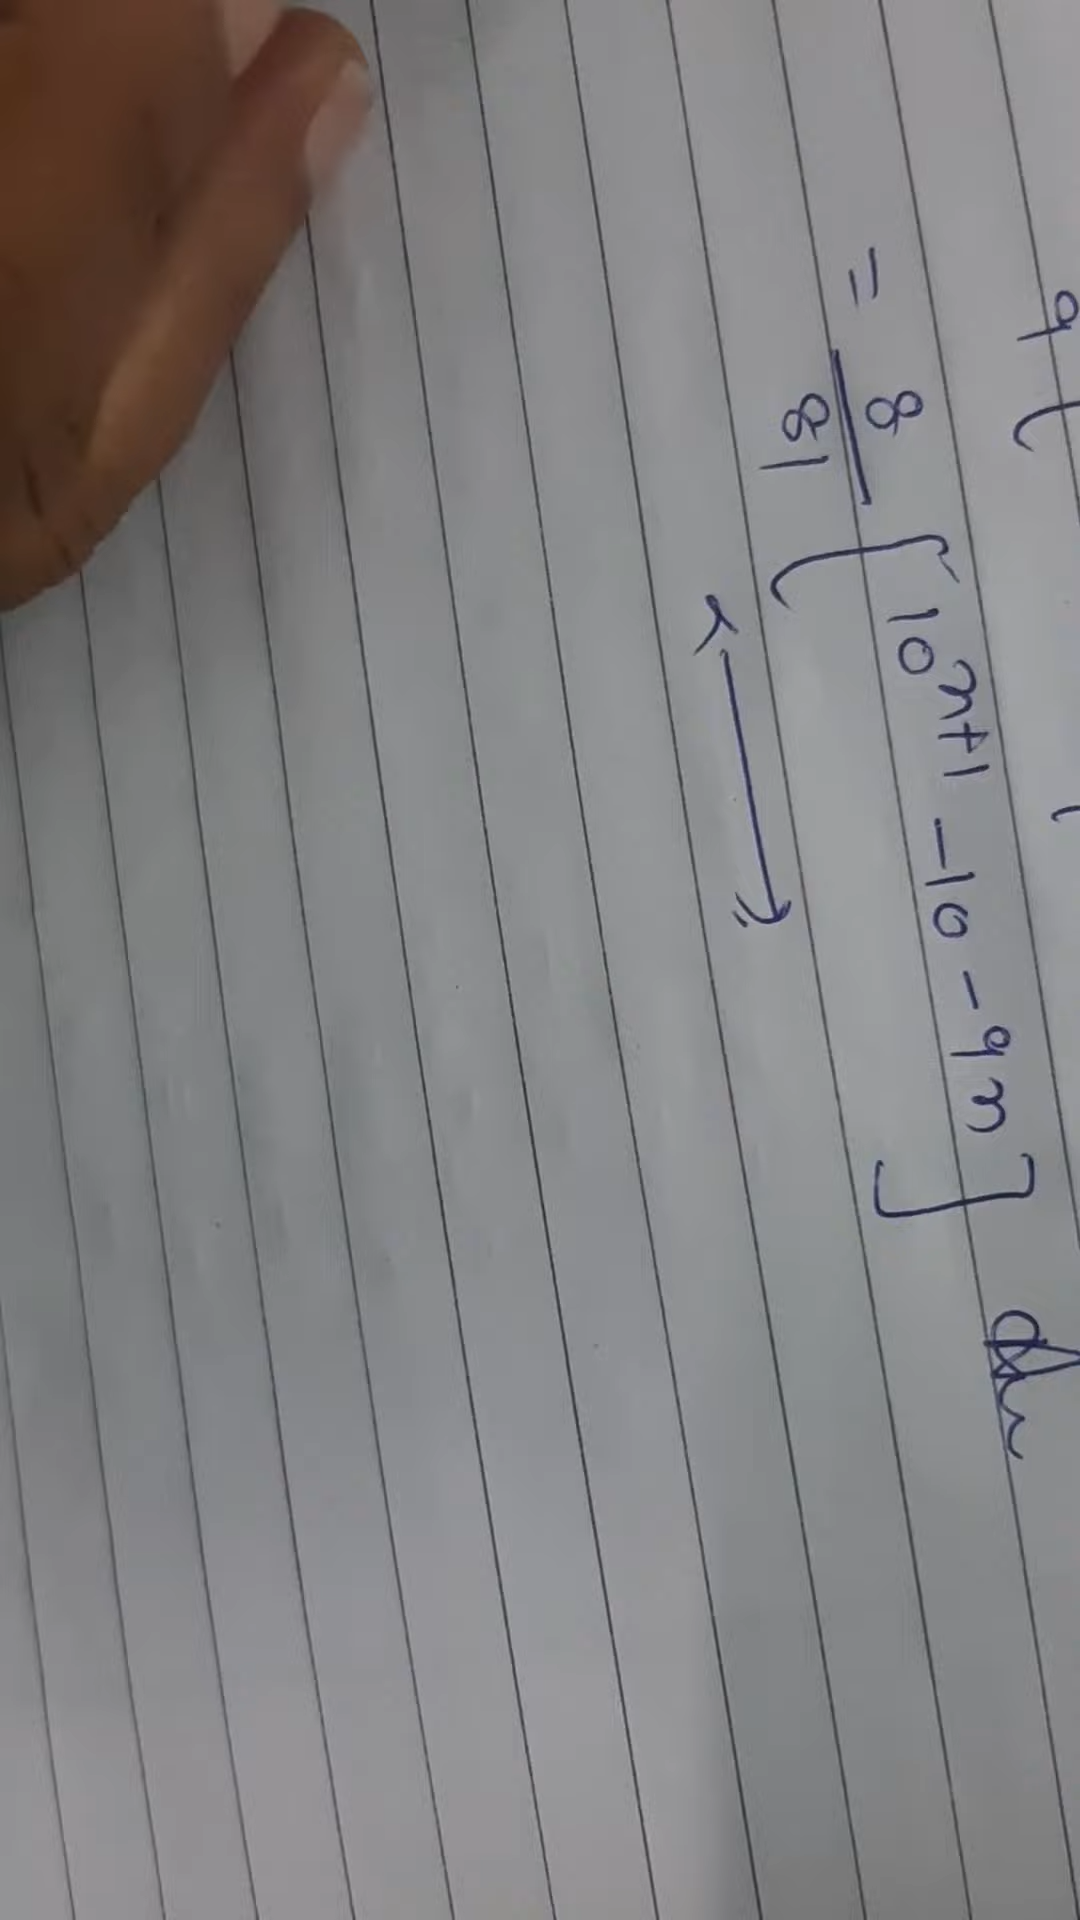 = 8/81 [10^{n+1} -10 - 9n] Ans